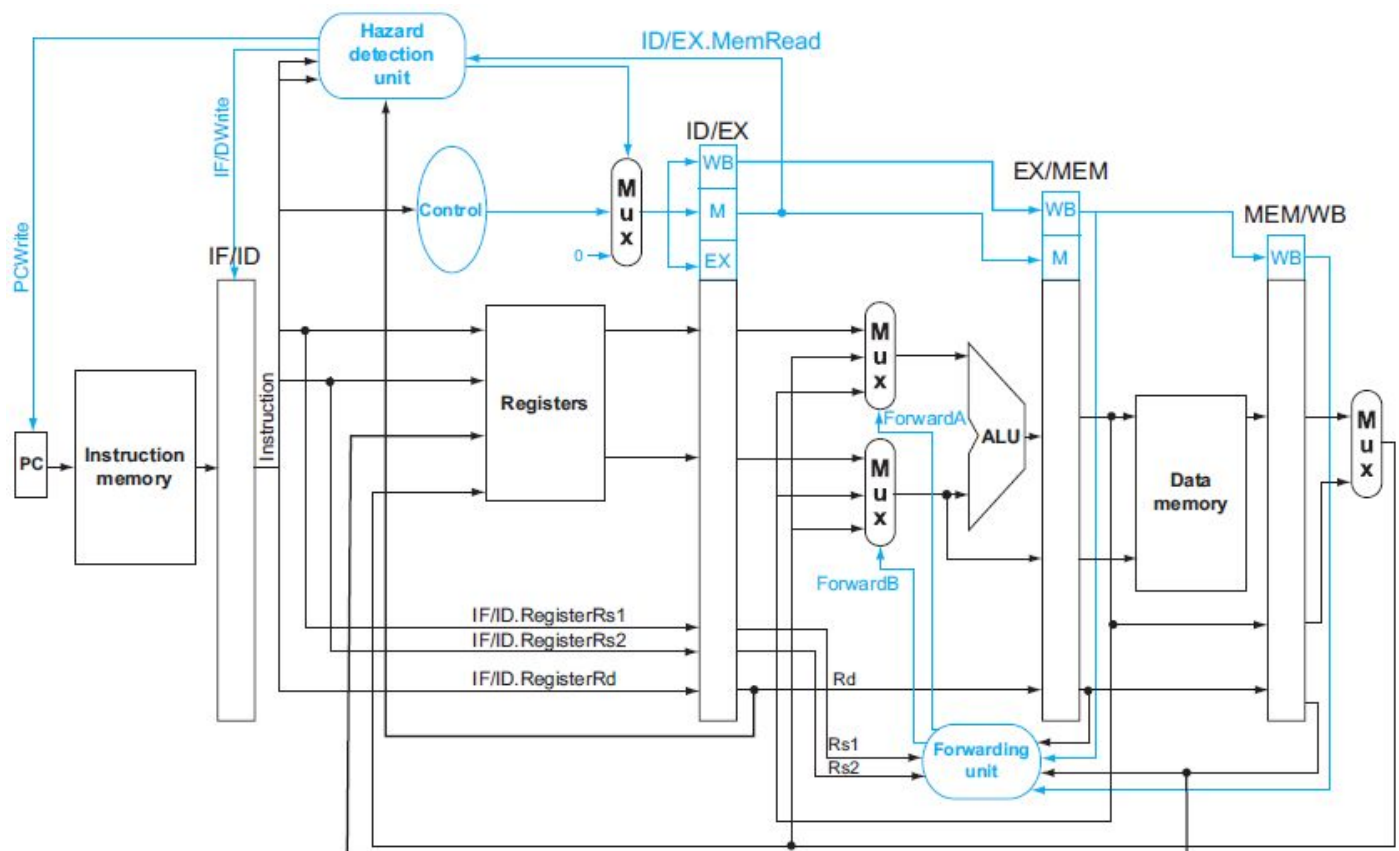 Hazard
detection
unit
ID/EX.MemRead
PCWrite
IF/DWrite
ID/EX
WB
M
EX
Control
0
M
u
x
EX/MEM
WB
M
MEM/WB
WB
IF/ID
Instruction
PC
Instruction
memory
Registers
M
u
x
ForwardA
M
u
x
ForwardB
ALU
Data
memory
M
u
x
IF/ID.RegisterRs1
IF/ID.RegisterRs2
IF/ID.RegisterRd
Rd
Rs1
Rs2
Forwarding
unit